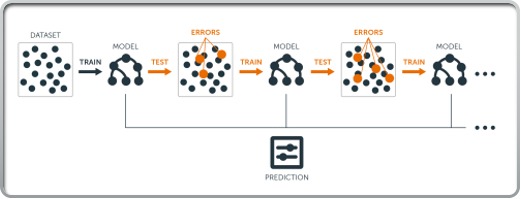 DATASET
TRAIN
MODEL
TEST
ERRORS
TRAIN
MODEL
TEST
ERRORS
TRAIN
MODEL
PREDICTION